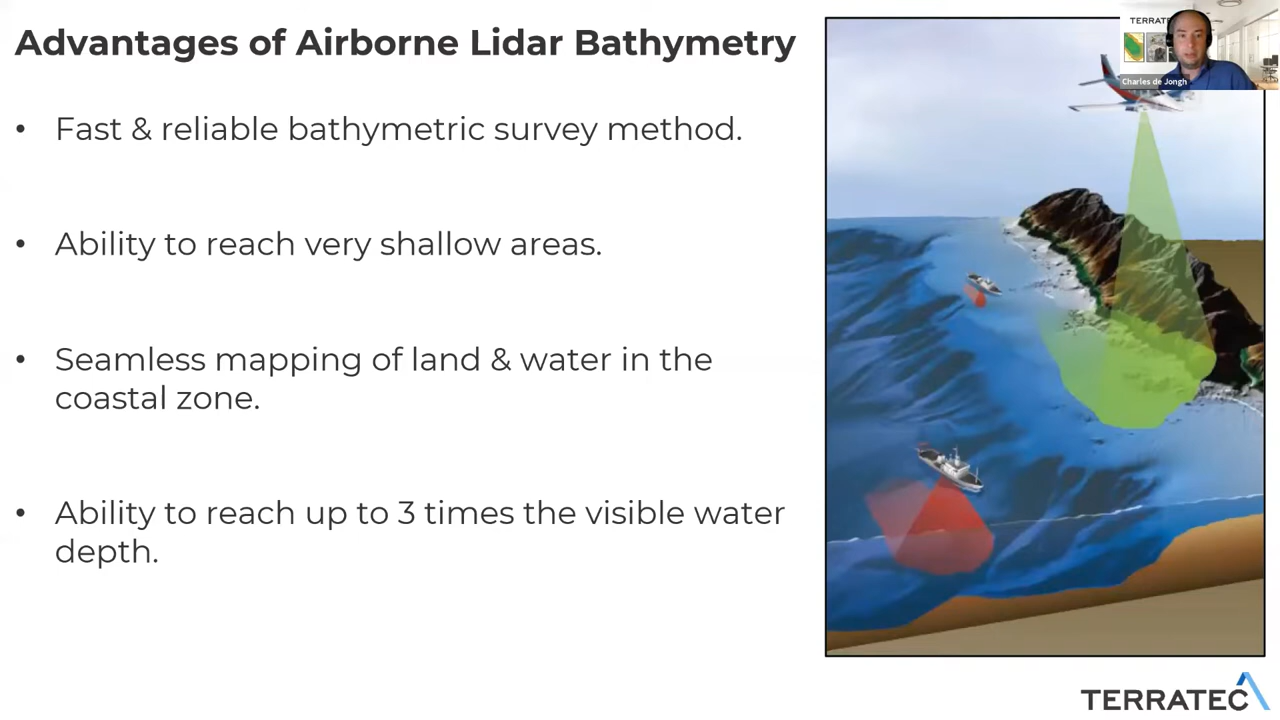 Advantages of Airborne Lidar Bathymetry
• Fast & reliable bathymetric survey method.
• Ability to reach very shallow areas.
• Seamless mapping of land & water in the
coastal zone.
• Ability to reach up to 3 times the visible water
depth.
TERRATEC
Charles de Jongh